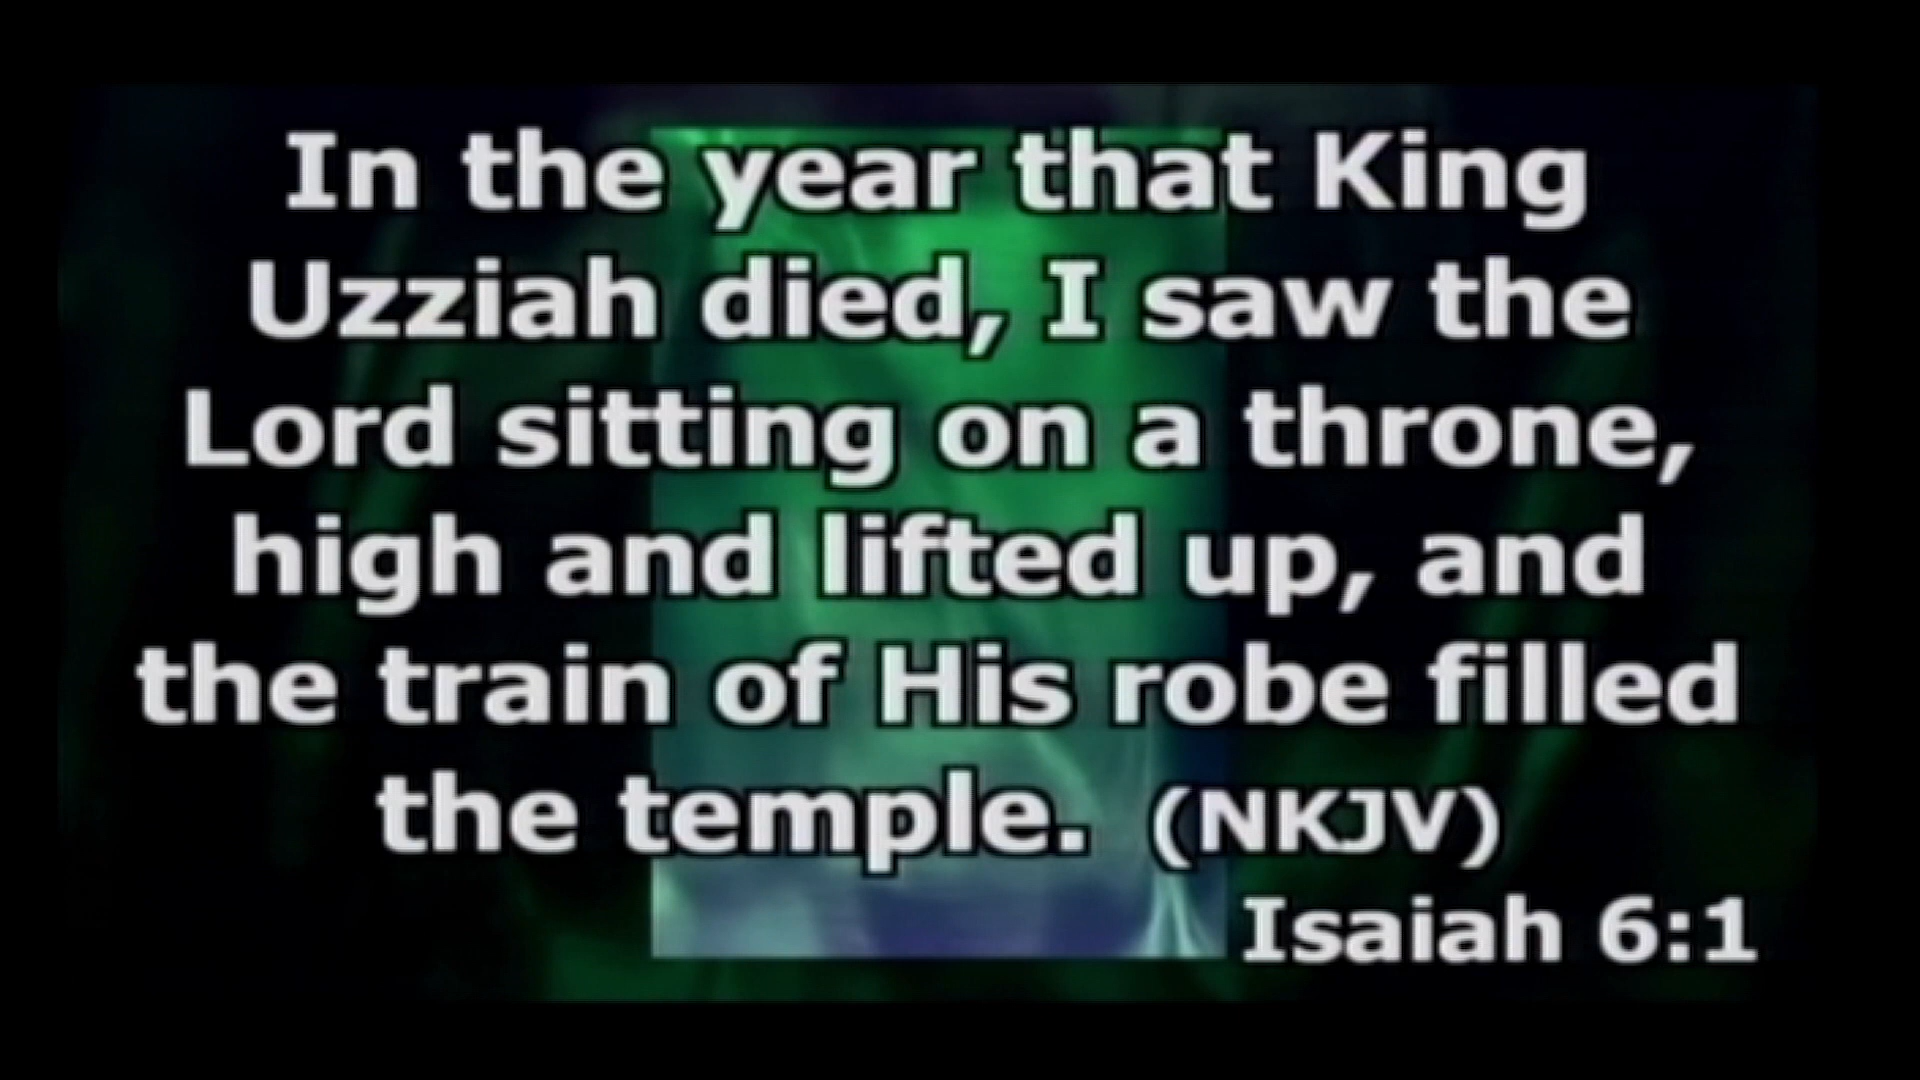 In the year that King
Uzziah died, I saw the
Lord sitting on a throne,
high and lifted up, and
the train of His robe filled
the temple. (NKJV)
Isaiah 6:1